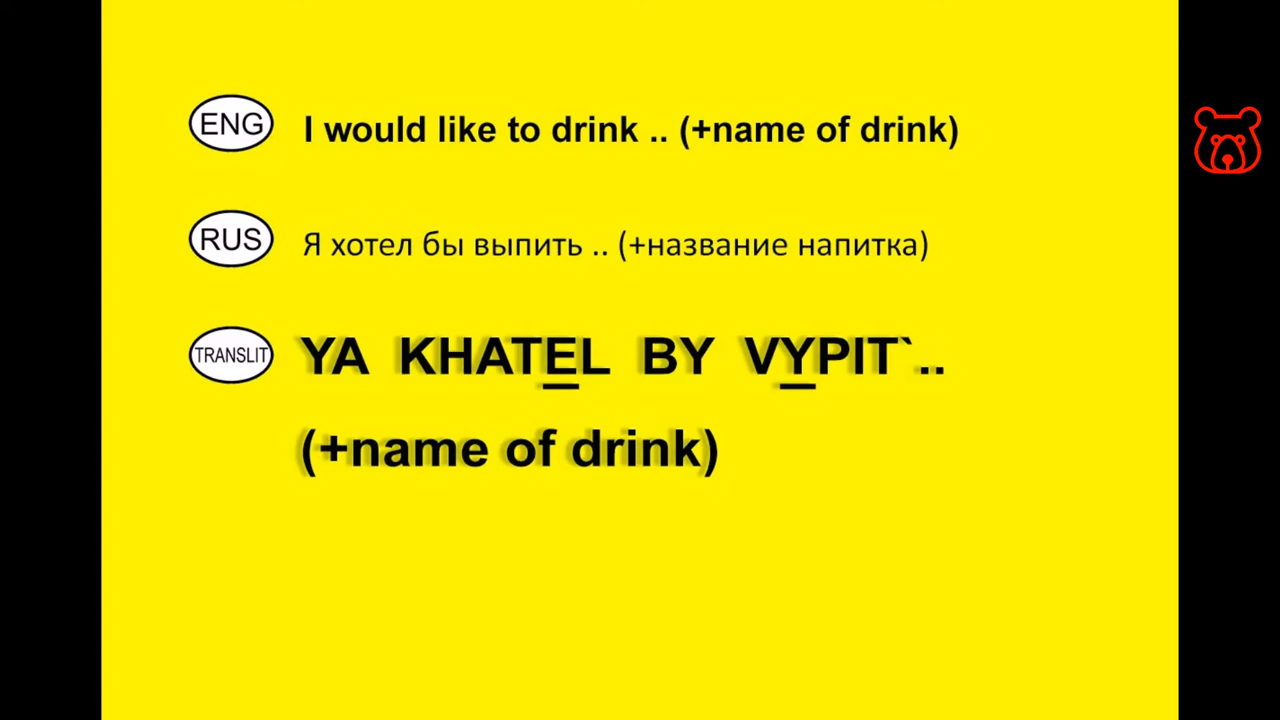 ENG I would like to drink .. (+name of drink)
RUS Я хотел бы выпить .. (+название напитка)
TRANSLIT YA KHATEL BY VYPIT`..
(+name of drink)